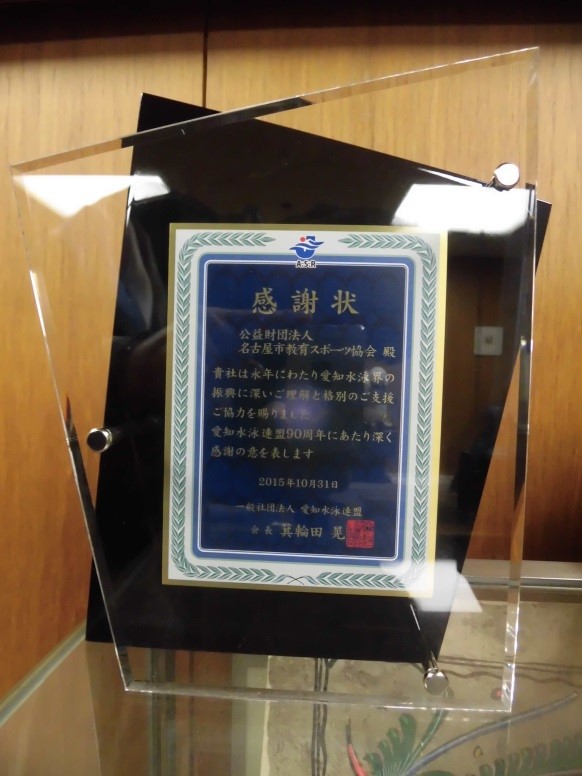 A.S.R
感謝状
公益財団法人
名古屋市教育スポーツ協会 殿
貴社は永年にわたり愛知水泳界の
振興に深いご理解と格別のご支援
ご協力を賜りました
愛知水泳連盟90周年にあたり深く
感謝の意を表します
2015年10月31日
一般社団法人 愛知水泳連盟
会長 箕輪田 晃